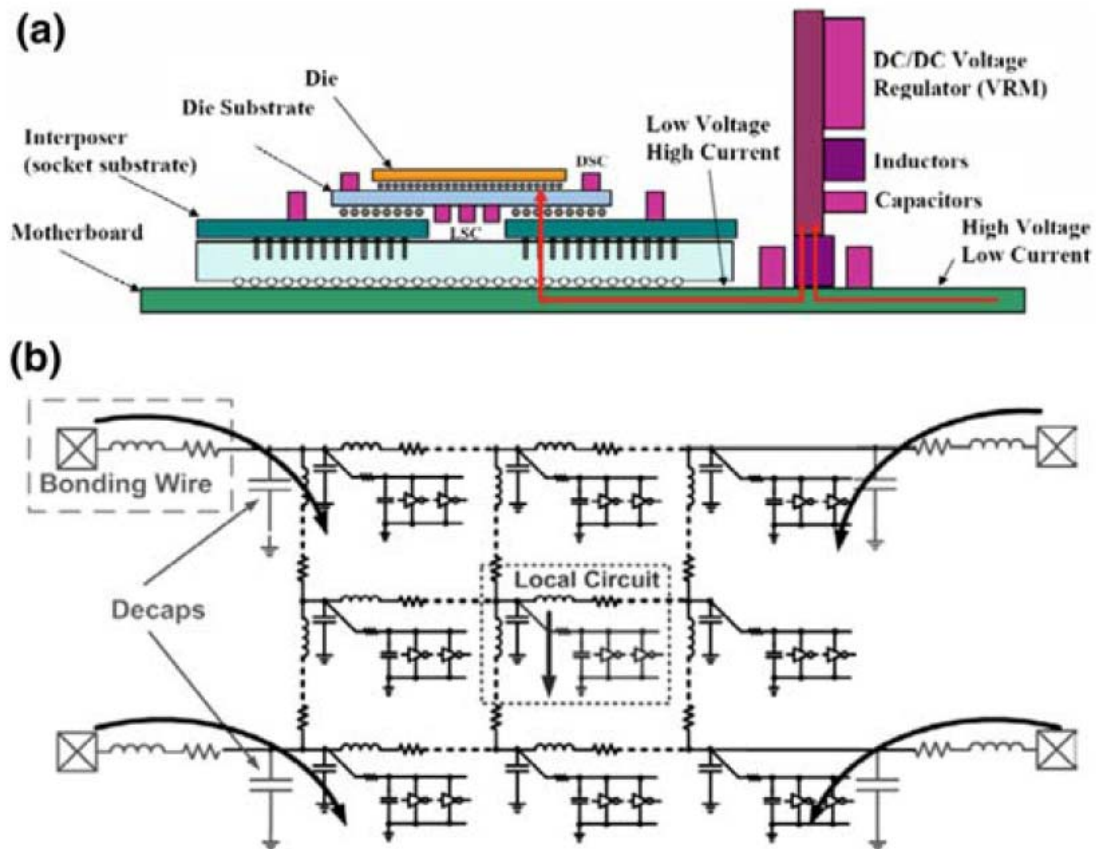 (a)
Die
Die Substrate
Interposer
(socket substrate)
Motherboard
DSC
LSC
Low Voltage
High Current
DC/DC Voltage
Regulator (VRM)
Inductors
Capacitors
High Voltage
Low Current
(b)
Bonding Wire
Decaps
Local Circuit